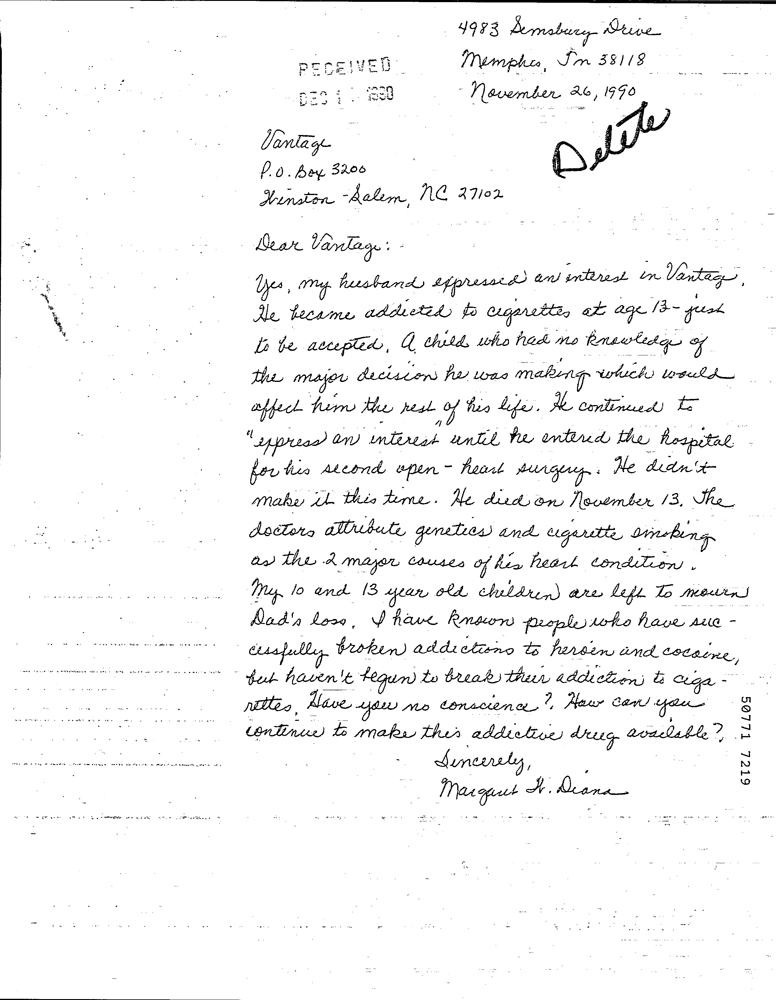 4983 Semsbury Drive
Memphis, Tn 38118
RECEIVED
DEC 1 1990
November 26, 1990
Delete
Vantage
P.O. Box 3200
Winston-Salem, NC 27102
Dear Vantage:
Yes, my husband expressed an interest in Vantage.
He became addicted to cigarettes at age 13 - just
to be accepted. A child who had no knowledge of
the major decision he was making which would
affect him the rest of his life. He continued to
"express an interest" until he entered the hospital
for his second open-heart surgery. He didn't
make it this time. He died on November 13. The
doctors attribute genetics and cigarette smoking
as the 2 major causes of his heart condition.
My 10 and 13 year old children are left to mourn
Dad's loss. I have known people who have suc-
cessfully broken addictions to heroin and cocaine,
but haven't begun to break their addiction to ciga-
rettes. Have you no conscience? How can you
continue to make this addictive drug available?
Sincerely,
Margaret H. Diana
50771 7219